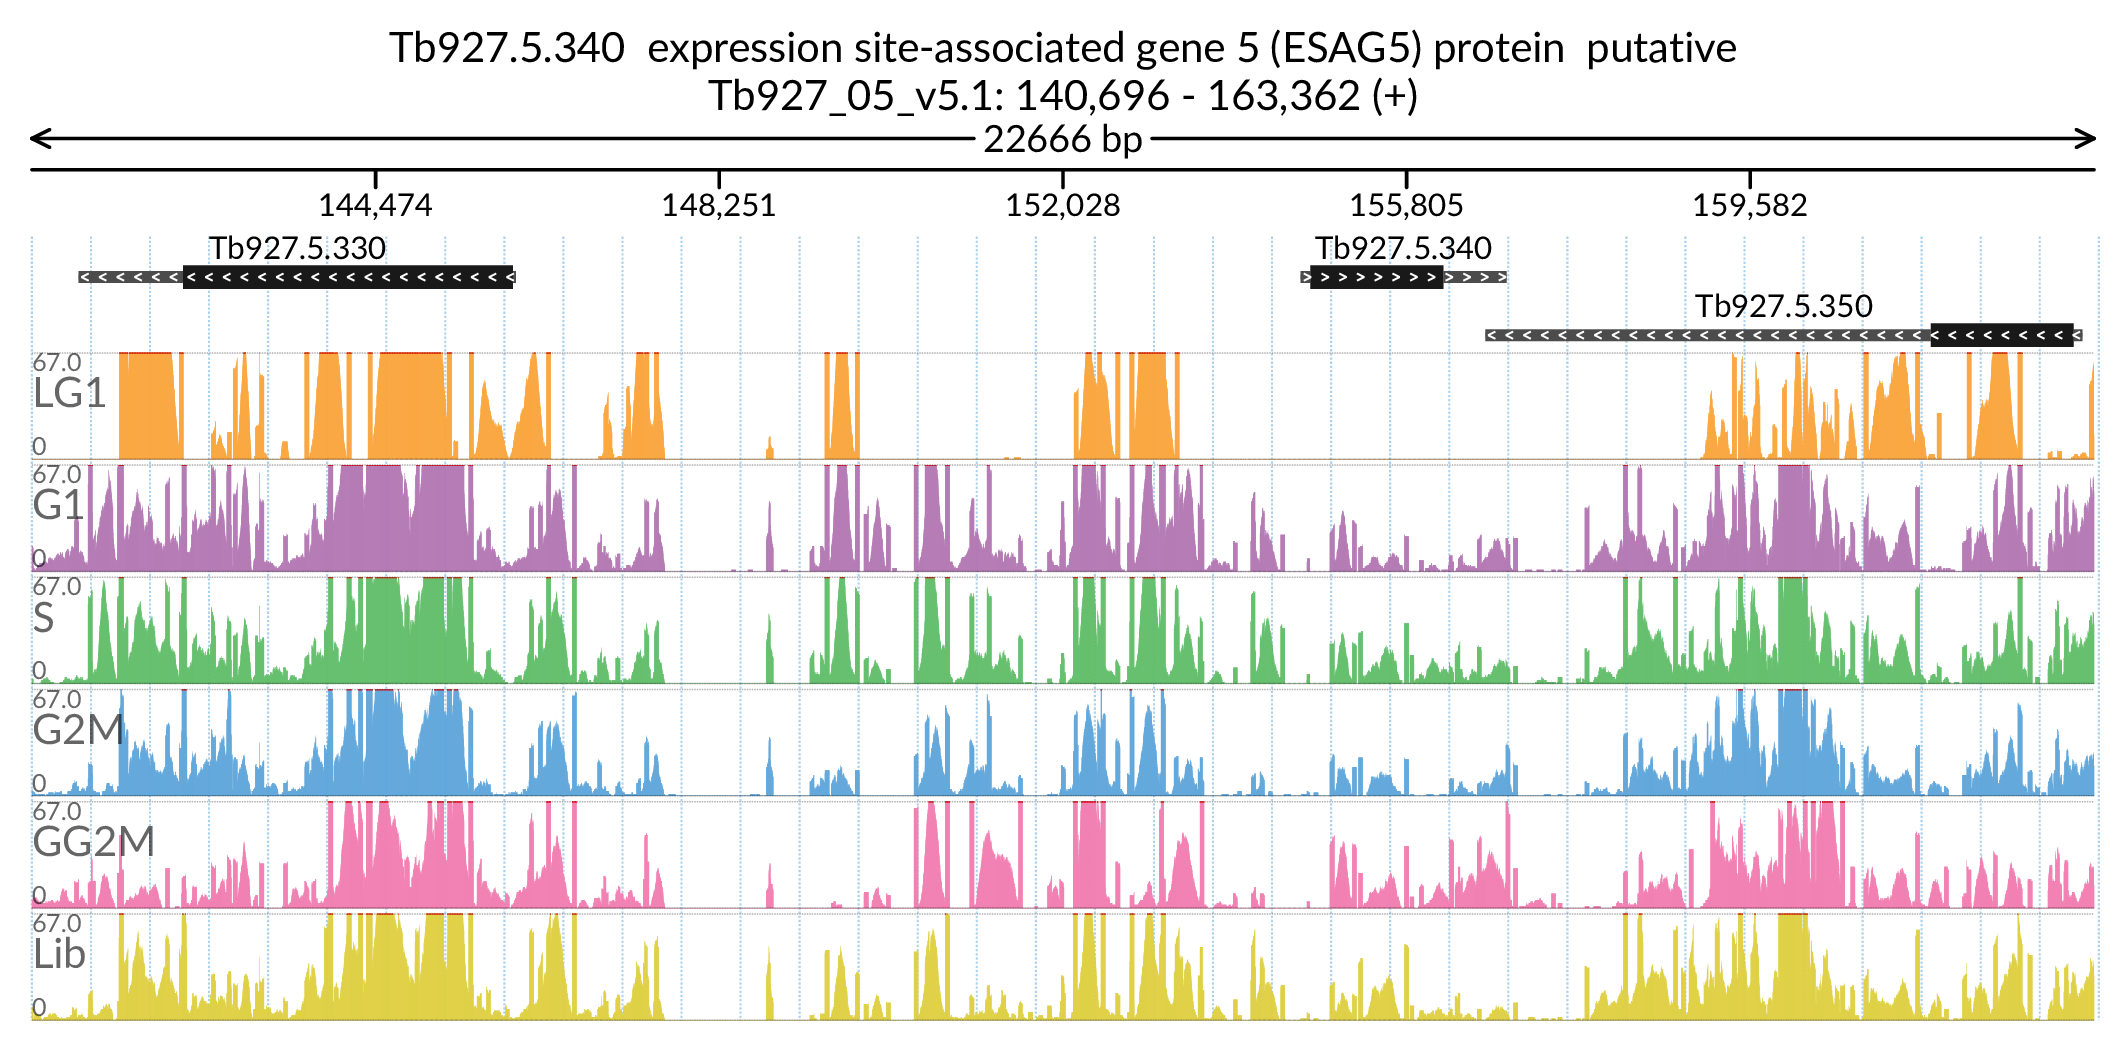 Tb927.5.340  expression site-associated gene 5 (ESAG5) protein  putative
Tb927_05_v5.1: 140,696 - 163,362 (+)
22666 bp
144,474 148,251 152,028 155,805 159,582
Tb927.5.330 Tb927.5.340
Tb927.5.350
67.0
LG1
0
67.0
G1
0
67.0
S
0
67.0
G2M
0
67.0
GG2M
0
67.0
Lib
0